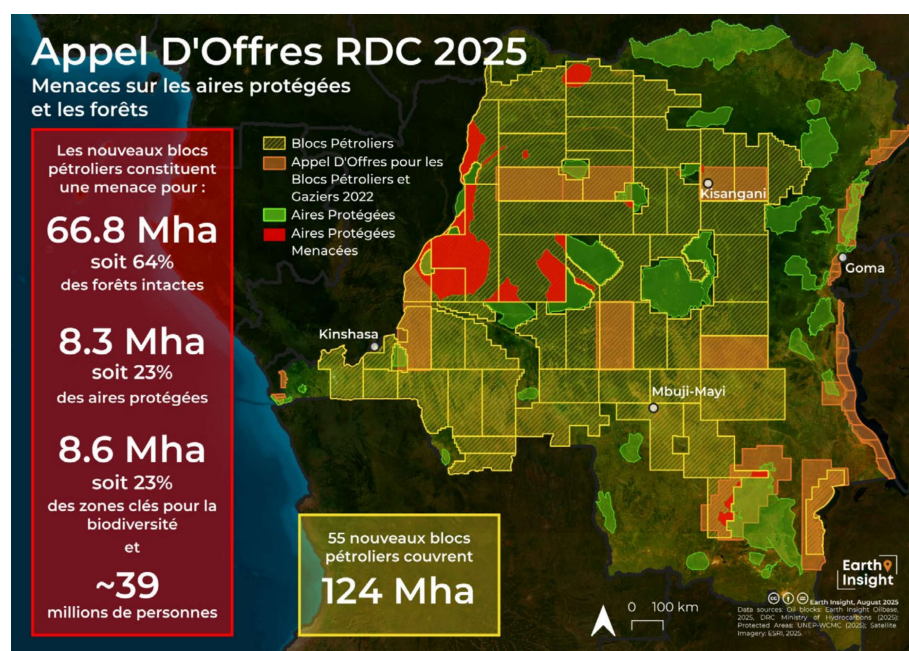 Appel D'Offres RDC 2025
Menaces sur les aires protégées
et les forêts
Les nouveaux blocs
pétroliers constituent
une menace pour :
66.8 Mha
soit 64%
des forêts intactes
8.3 Mha
soit 23%
des aires protégées
8.6 Mha
soit 23%
des zones clés pour la
biodiversité
et
~39
millions de personnes
Blocs Pétroliers
Appel D'Offres pour les
Blocs Pétroliers et
Gaziers 2022
Aires Protégées
Aires Protégées
Menacées
Kisangani
Goma
Kinshasa
Mbuji-Mayi
55 nouveaux blocs
pétroliers couvrent
124 Mha
0 100 km
Earth
Insight
Earth Insight, August 2025
Data sources: Oil blocks: Earth Insight Oilbase,
2025, DRC Ministry of Hydrocarbons (2025);
Protected Areas: UNEP-WCMC (2025); Satellite
Imagery: ESRI, 2025.